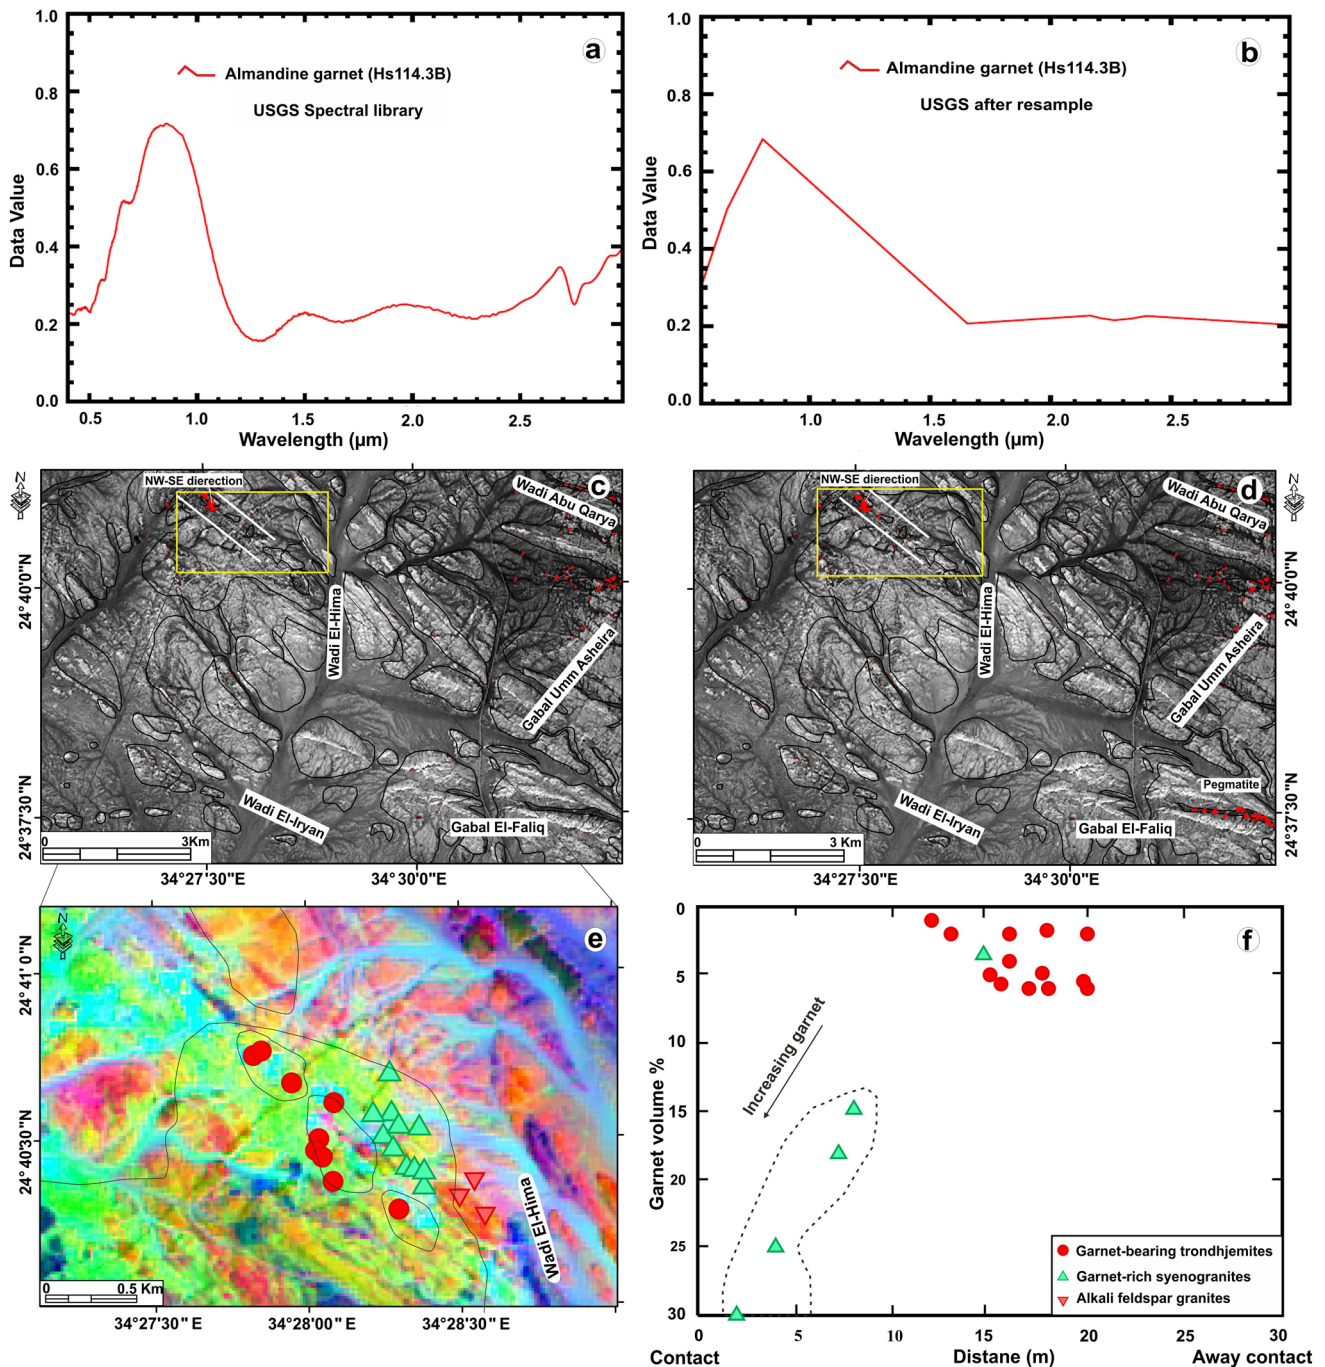 a
Almandine garnet (Hs114.3B)
USGS Spectral library
1.0
0.8
0.6
0.4
0.2
0.0
Data Value
0.5
1.0
1.5
2.0
2.5
Wavelength (µm)
b
Almandine garnet (Hs114.3B)
USGS after resample
1.0
0.8
0.6
0.4
0.2
0.0
Data Value
1.0
1.5
2.0
2.5
Wavelength (µm)
c
N
NW-SE dierection
Wadi Abu Qarya
Wadi El-Hima
Gabal Umm Asheira
Wadi El-Iryan
Gabal El-Faliq
0
3Km
24° 40'0"N
24°37'30"N
34°27'30"E
34°30'0"E
d
N
NW-SE dierection
Wadi Abu Qarya
Wadi El-Hima
Gabal Umm Asheira
Pegmatite
Wadi El-Iryan
Gabal El-Faliq
0
3 Km
24° 40'0"N
24°37'30"N
34°27'30"E
34°30'0"E
e
N
Wadi El-Hima
0
0.5 Km
24°41' 0"N
24°40'30"N
34°27'30"E
34°28'00"E
34°28'30"E
f
0
5
10
15
20
25
30
Garnet volume %
Increasing garnet
Garnet-bearing trondhjemites
Garnet-rich syenogranites
Alkali feldspar granites
0
5
10
15
20
25
30
Contact
Distane (m)
Away contact